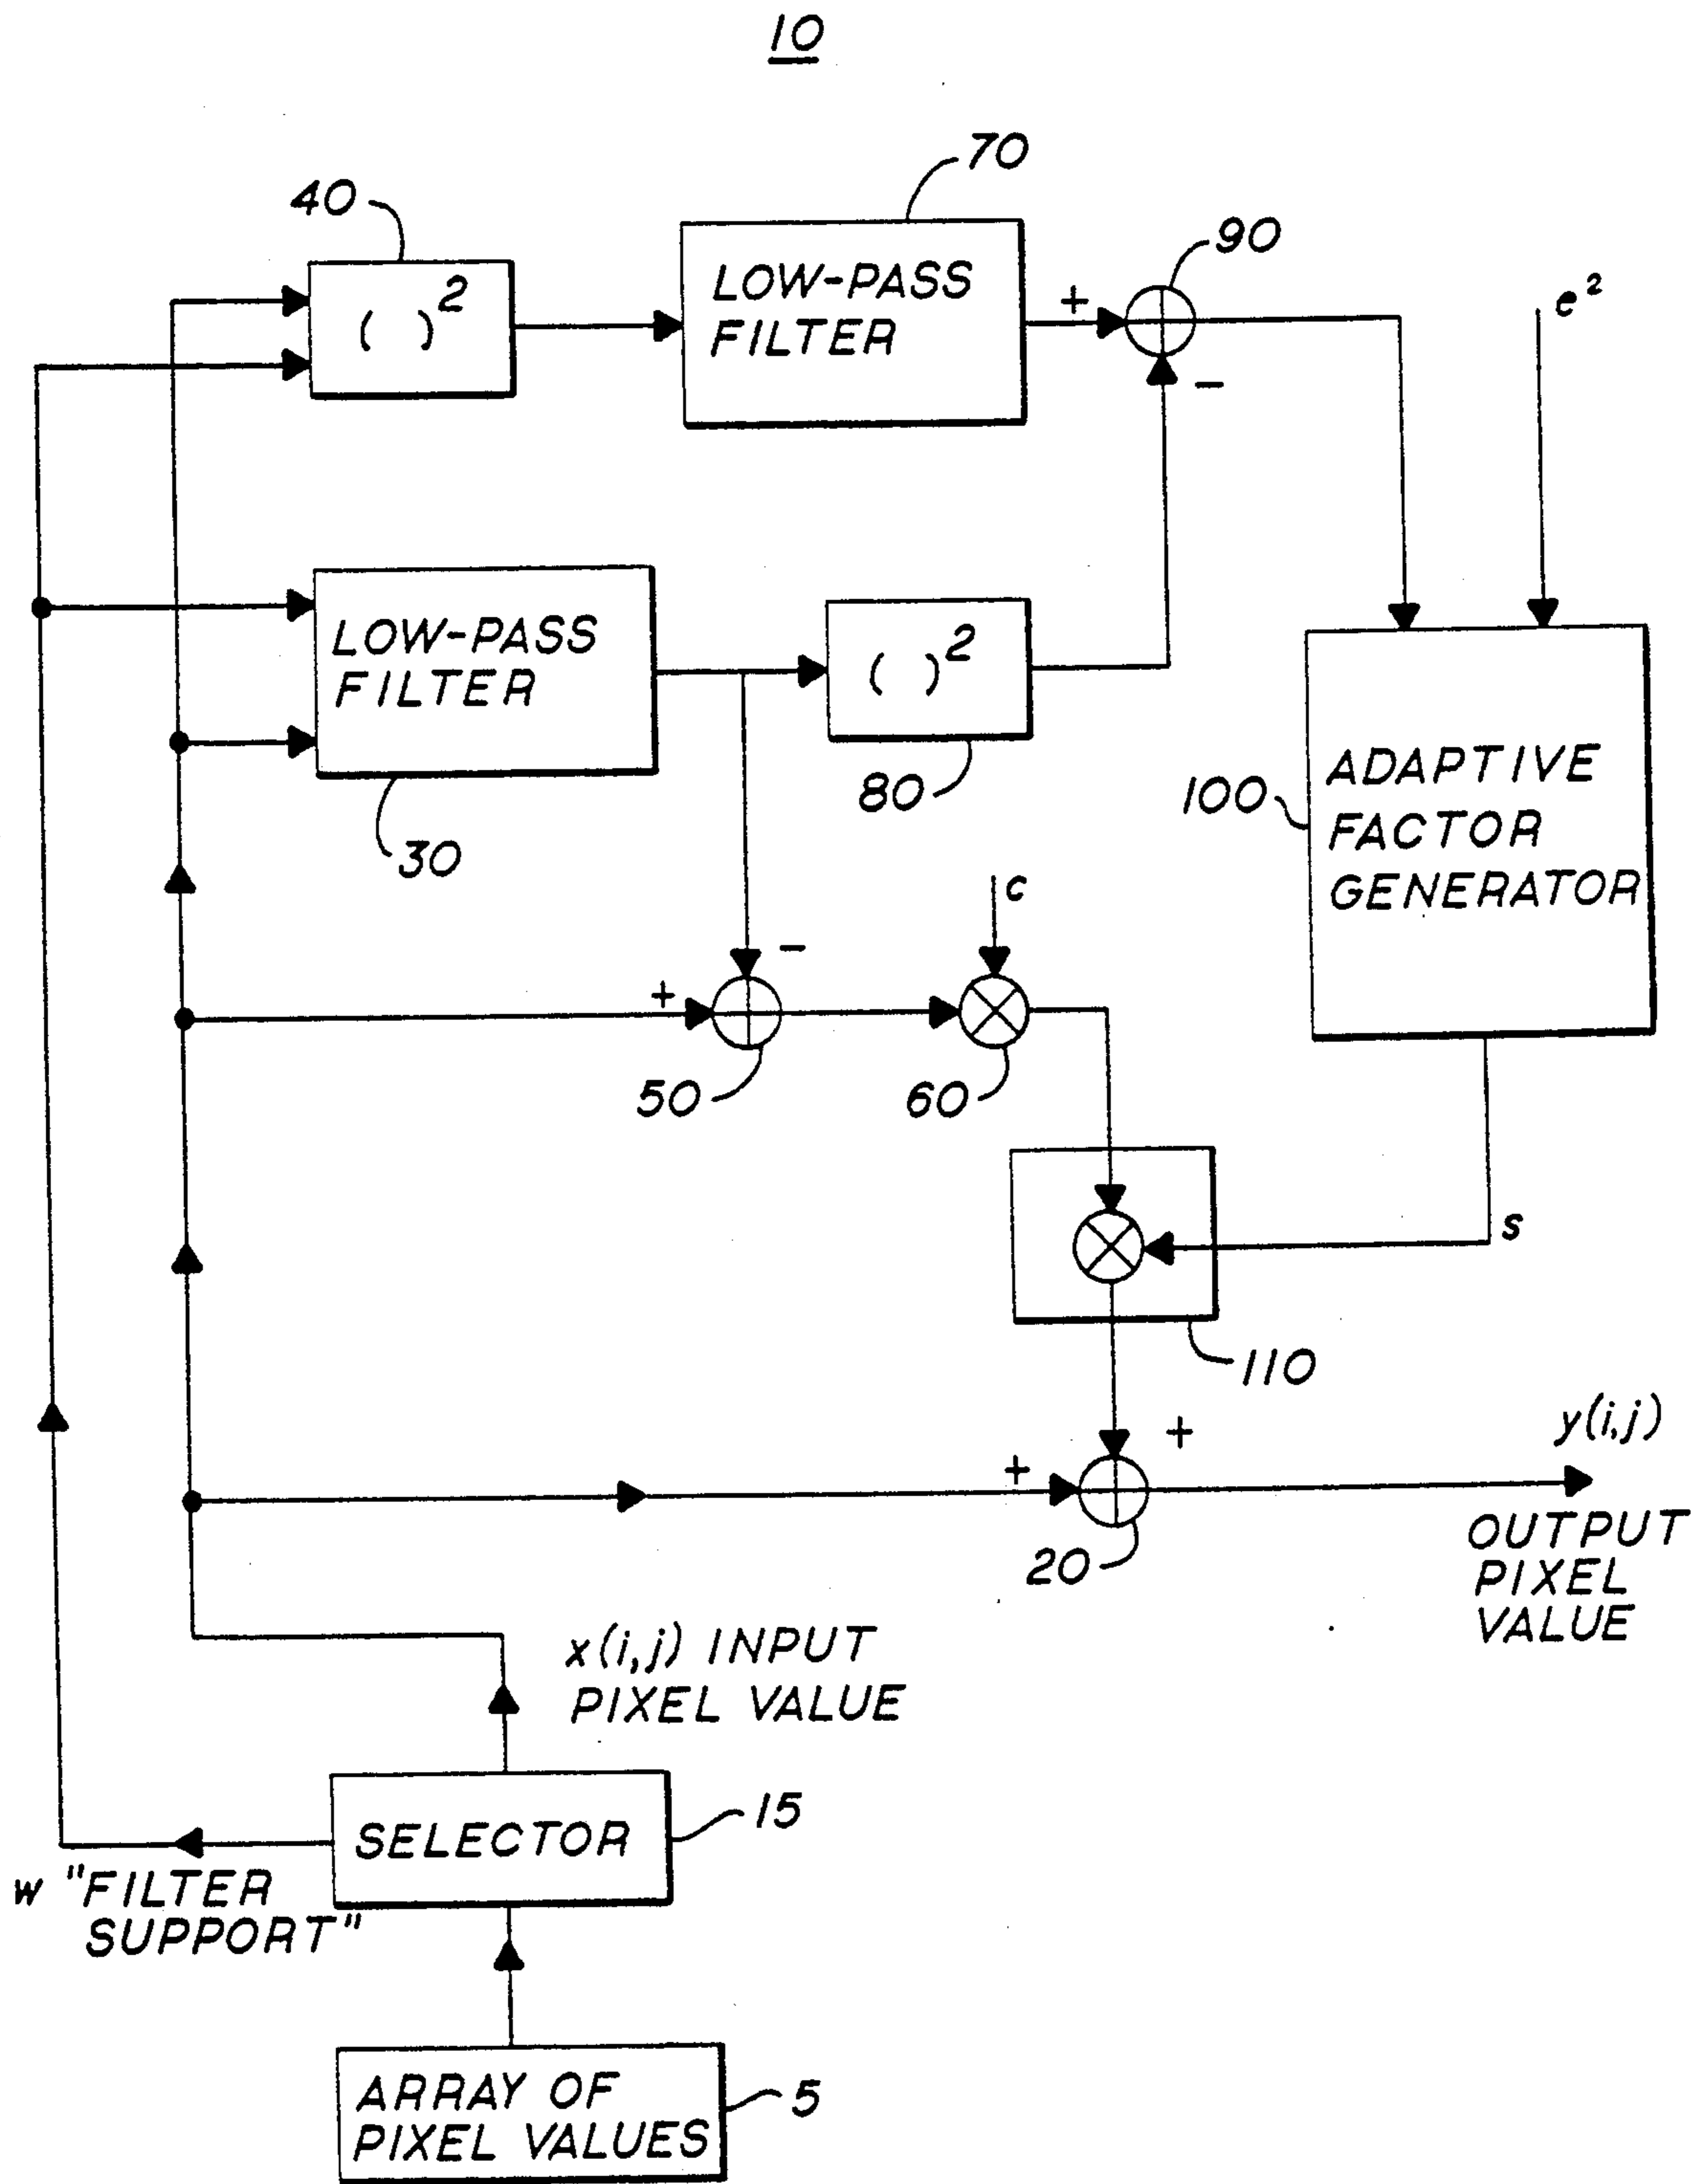 10
70
40
90
e²
( )²
LOW-PASS
FILTER
+
-
LOW-PASS
FILTER
( )²
80
30
100
ADAPTIVE
FACTOR
GENERATOR
c
-
+
50
60
s
110
+
+
y(i,j)
20
OUTPUT
PIXEL
VALUE
x(i,j) INPUT
PIXEL VALUE
SELECTOR
15
w "FILTER
SUPPORT"
ARRAY OF
PIXEL VALUES
5